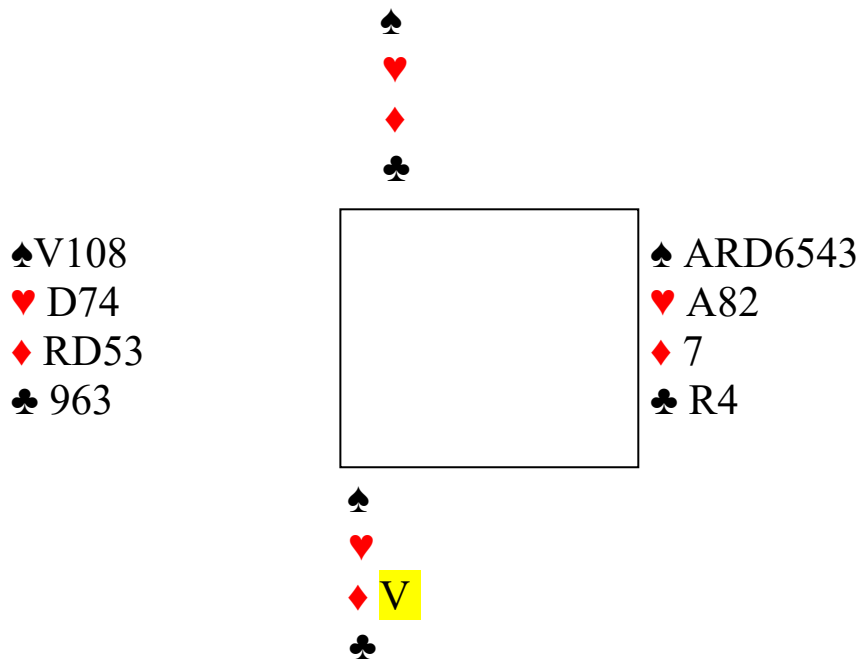 ♠
♥
♦
♣
♠V108
♥ D74
♦ RD53
♣ 963
♠ ARD6543
♥ A82
♦ 7
♣ R4
♠
♥
♦ V
♣